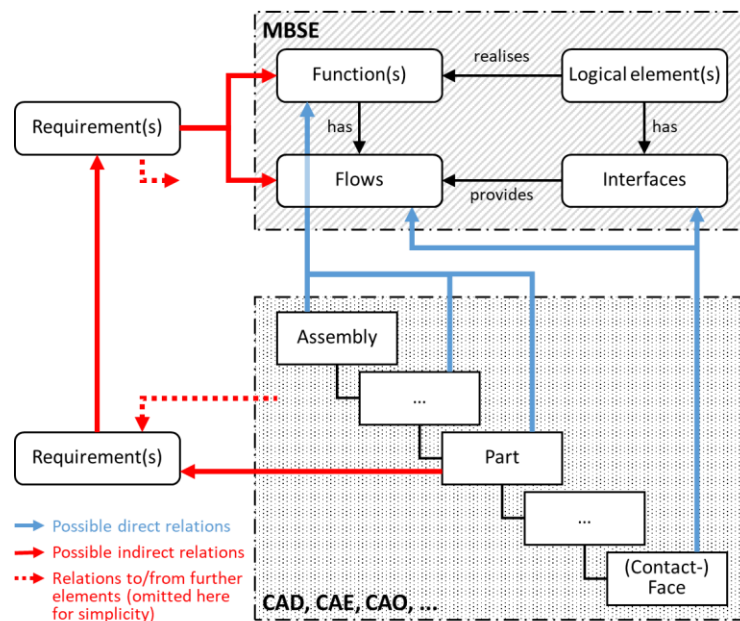 MBSE
Function(s)
realises
Logical element(s)
Requirement(s)
has
has
Flows
provides
Interfaces
Assembly
...
Requirement(s)
Part
...
(Contact-)
Face
Possible direct relations
Possible indirect relations
Relations to/from further
elements (omitted here
for simplicity)
CAD, CAE, CAO, ...